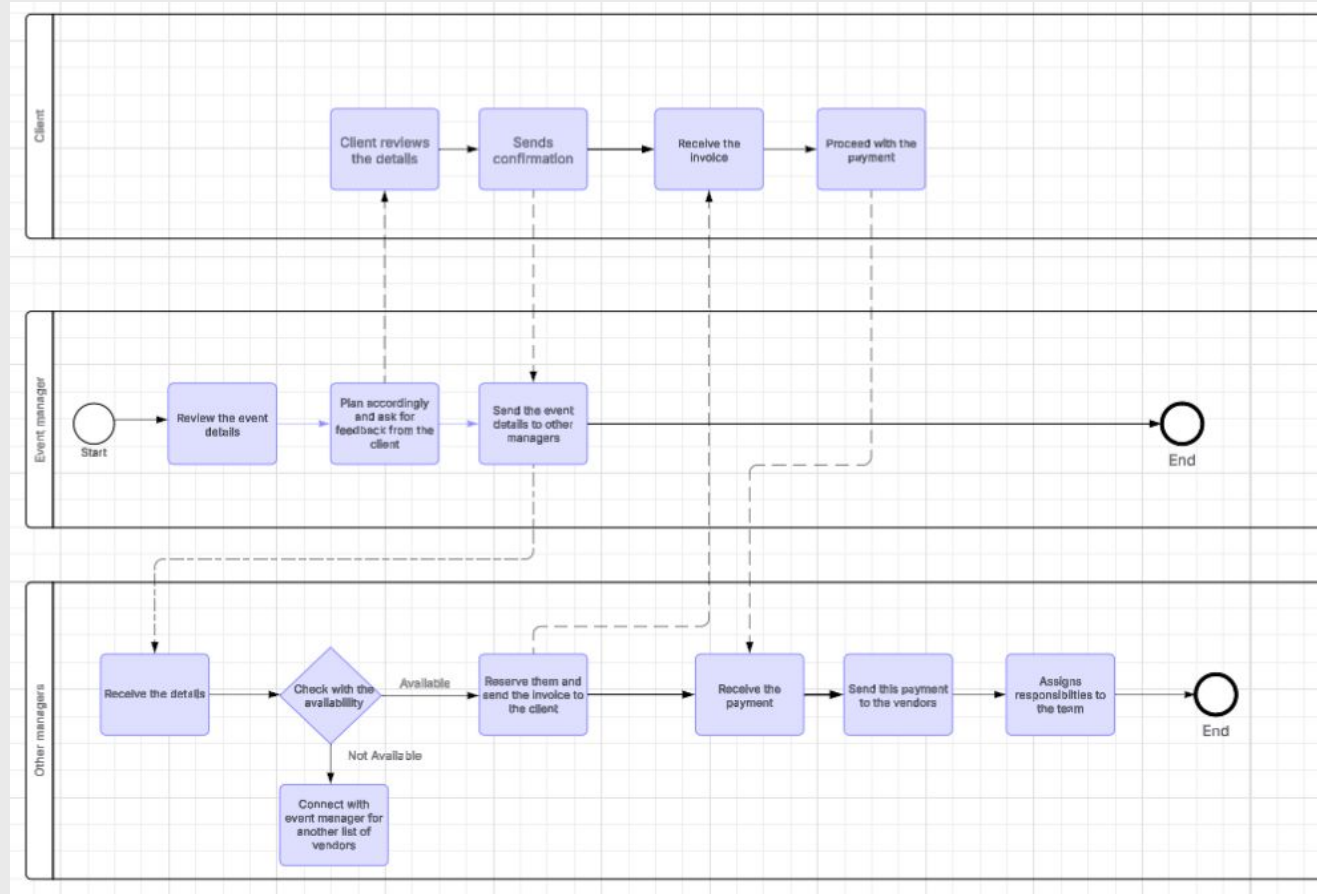 Client
Client reviews
the details
Sends
confirmation
Receive the
invoice
Proceed with the
payment
Event manager
Start
Review the event
details
Plan accordingly
and ask for
feedback from the
client
Send the event
details to other
managers
End
Other managers
Receive the details
Check with the
availability
Available
Not Available
Connect with
event manager for
another list of
vendors
Reserve them and
send the invoice to
the client
Receive the
payment
Send this payment
to the vendors
Assigns
responsibilties to
the team
End